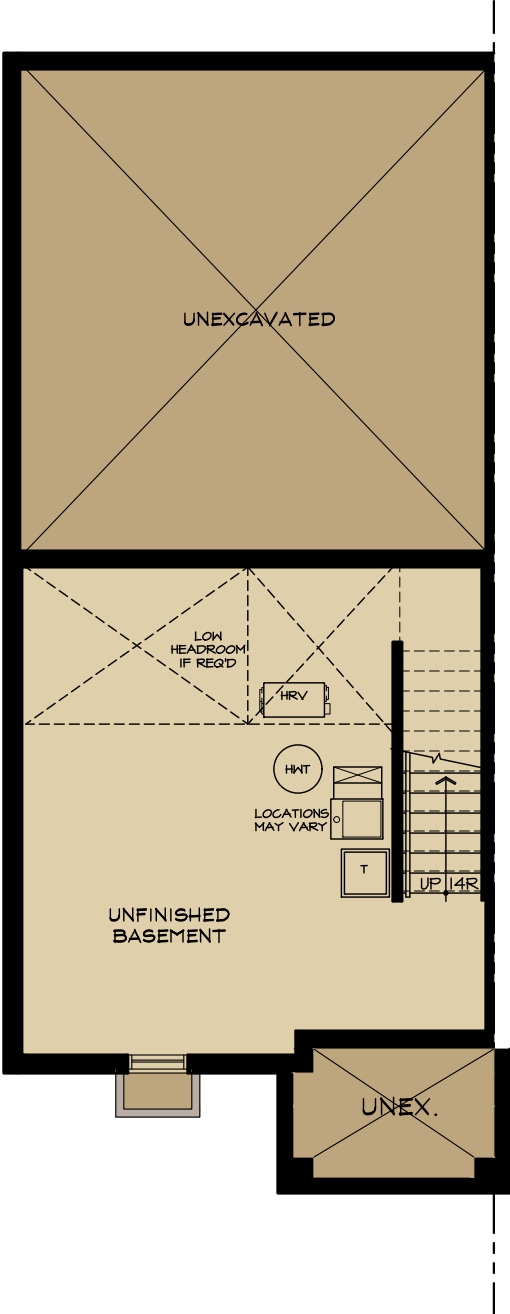 UNEXCAVATED
LOW
HEADROOM
IF REQ'D
HRV
HWT
LOCATIONS
MAY VARY
T
UP 14R
UNFINISHED
BASEMENT
UNEX.